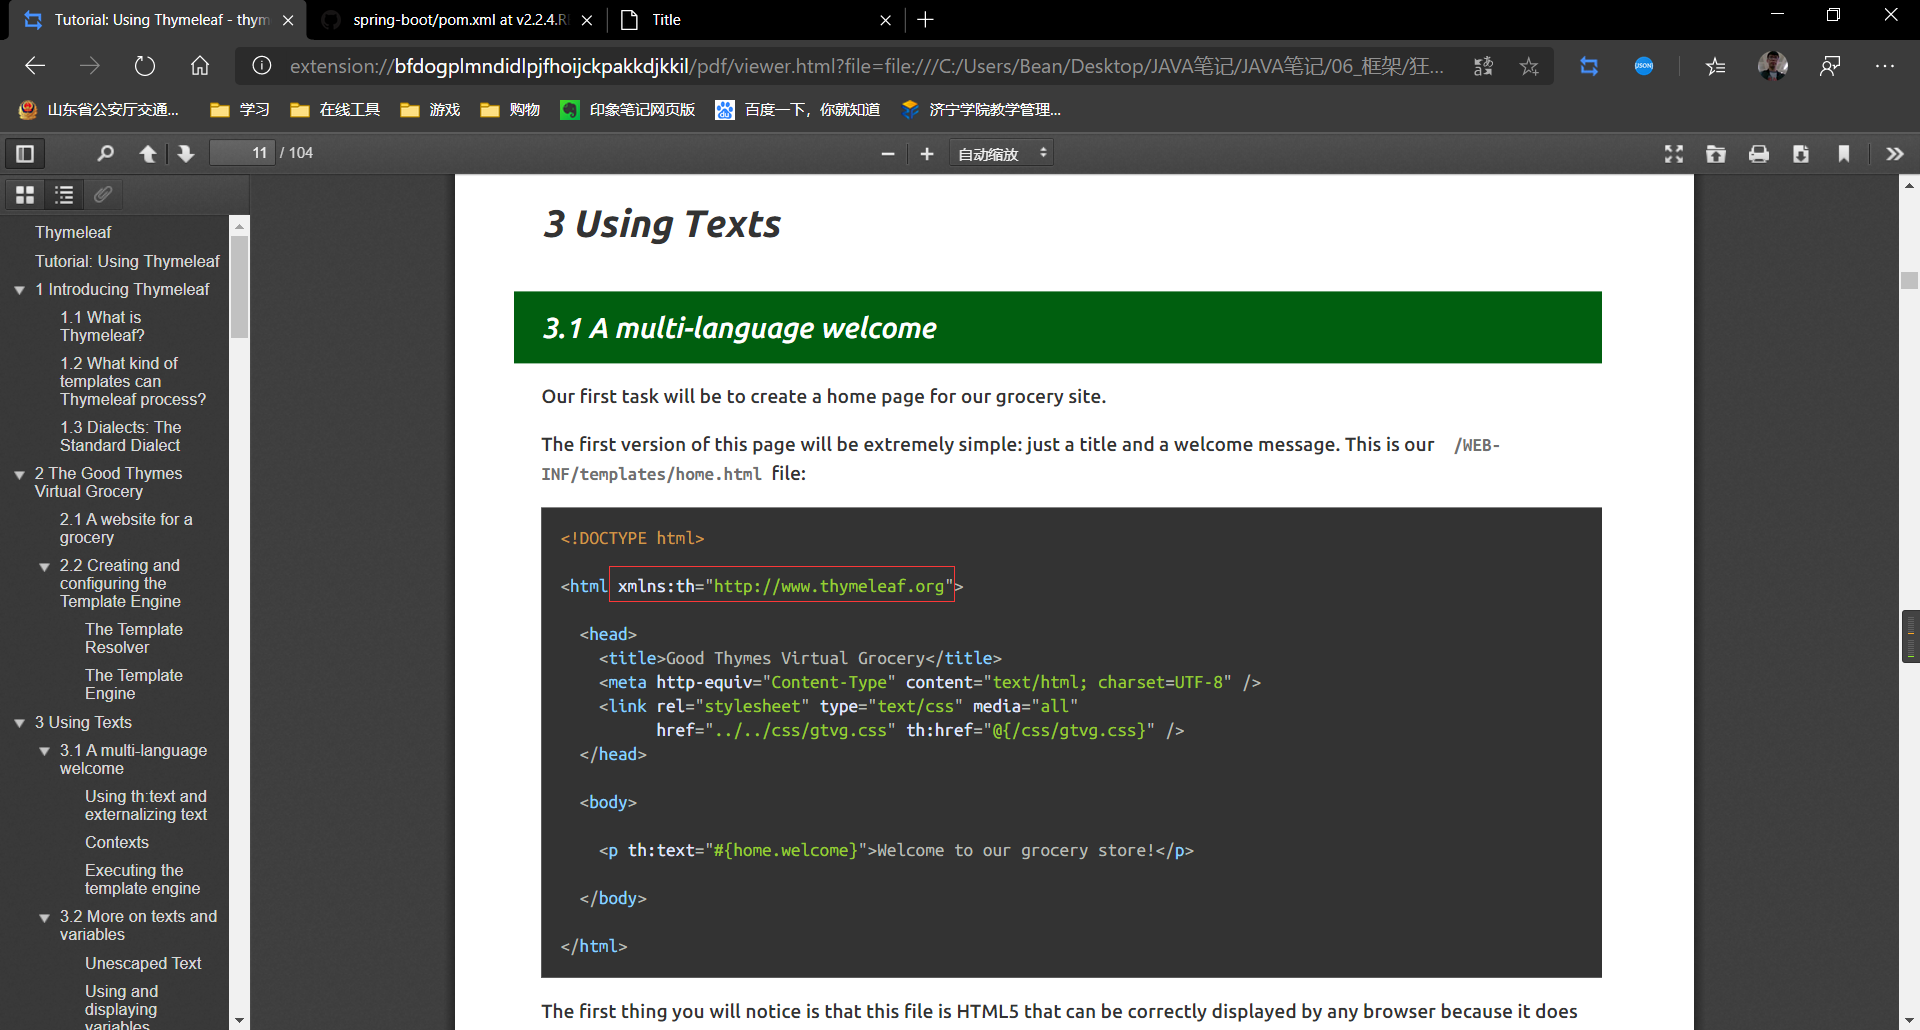 Tutorial: Using Thymeleaf - thym
spring-boot/pom.xml at v2.2.4.R
Title
extension://bfdogplmndidlpjfhoijckpakkdjkkil/pdf/viewer.html?file=file:///C:/Users/Bean/Desktop/JAVA笔记/JAVA笔记/06_框架/狂...
山东省公安厅交通...
学习
在线工具
游戏
购物
印象笔记网页版
百度一下，你就知道
济宁学院教学管理...
11 / 104
自动缩放
Thymeleaf
Tutorial: Using Thymeleaf
1 Introducing Thymeleaf
1.1 What is
Thymeleaf?
1.2 What kind of
templates can
Thymeleaf process?
1.3 Dialects: The
Standard Dialect
2 The Good Thymes
Virtual Grocery
2.1 A website for a
grocery
2.2 Creating and
configuring the
Template Engine
The Template
Resolver
The Template
Engine
3 Using Texts
3.1 A multi-language
welcome
Using th:text and
externalizing text
Contexts
Executing the
template engine
3.2 More on texts and
variables
Unescaped Text
Using and
displaying
variables
3 Using Texts
3.1 A multi-language welcome
Our first task will be to create a home page for our grocery site.
The first version of this page will be extremely simple: just a title and a welcome message. This is our /WEB-
INF/templates/home.html file:
<!DOCTYPE html>
<html xmlns:th="http://www.thymeleaf.org">
<head>
<title>Good Thymes Virtual Grocery</title>
<meta http-equiv="Content-Type" content="text/html; charset=UTF-8" />
<link rel="stylesheet" type="text/css" media="all"
href="../../css/gtvg.css" th:href="@{/css/gtvg.css}" />
</head>
<body>
<p th:text="#{home.welcome}">Welcome to our grocery store!</p>
</body>
</html>
The first thing you will notice is that this file is HTML5 that can be correctly displayed by any browser because it does